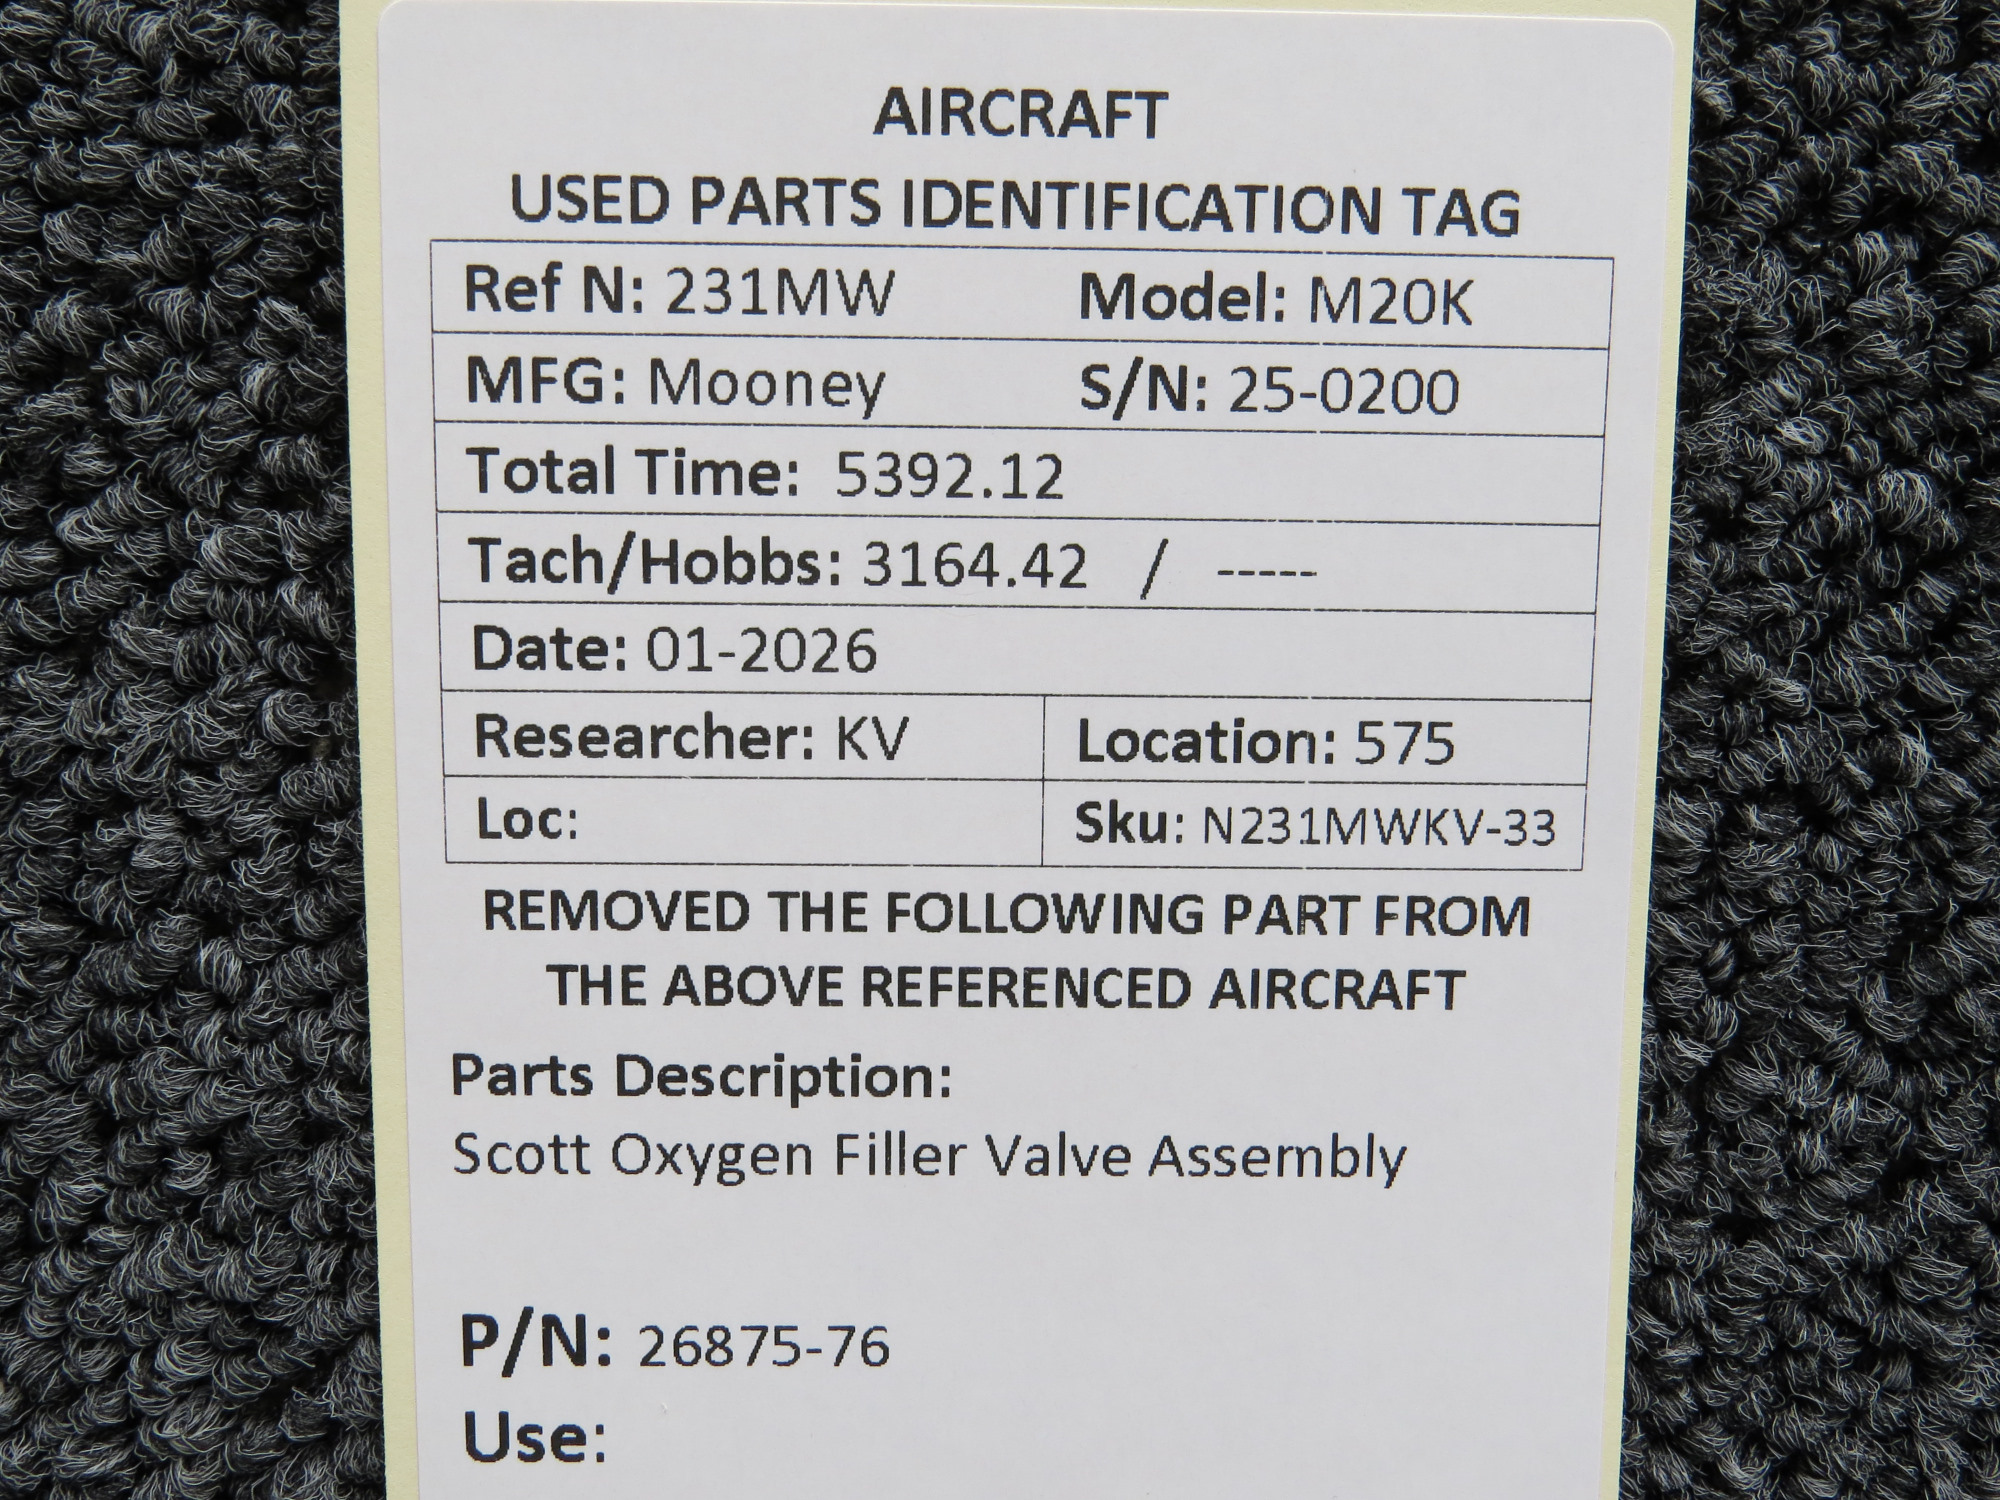 AIRCRAFT
USED PARTS IDENTIFICATION TAG
Ref N: 231MW Model: M20K
MFG: Mooney S/N: 25-0200
Total Time: 5392.12
Tach/Hobbs: 3164.42 / -----
Date: 01-2026
Researcher: KV Location: 575
Loc: Sku: N231MWKV-33
REMOVED THE FOLLOWING PART FROM
THE ABOVE REFERENCED AIRCRAFT
Parts Description:
Scott Oxygen Filler Valve Assembly
P/N: 26875-76
Use: